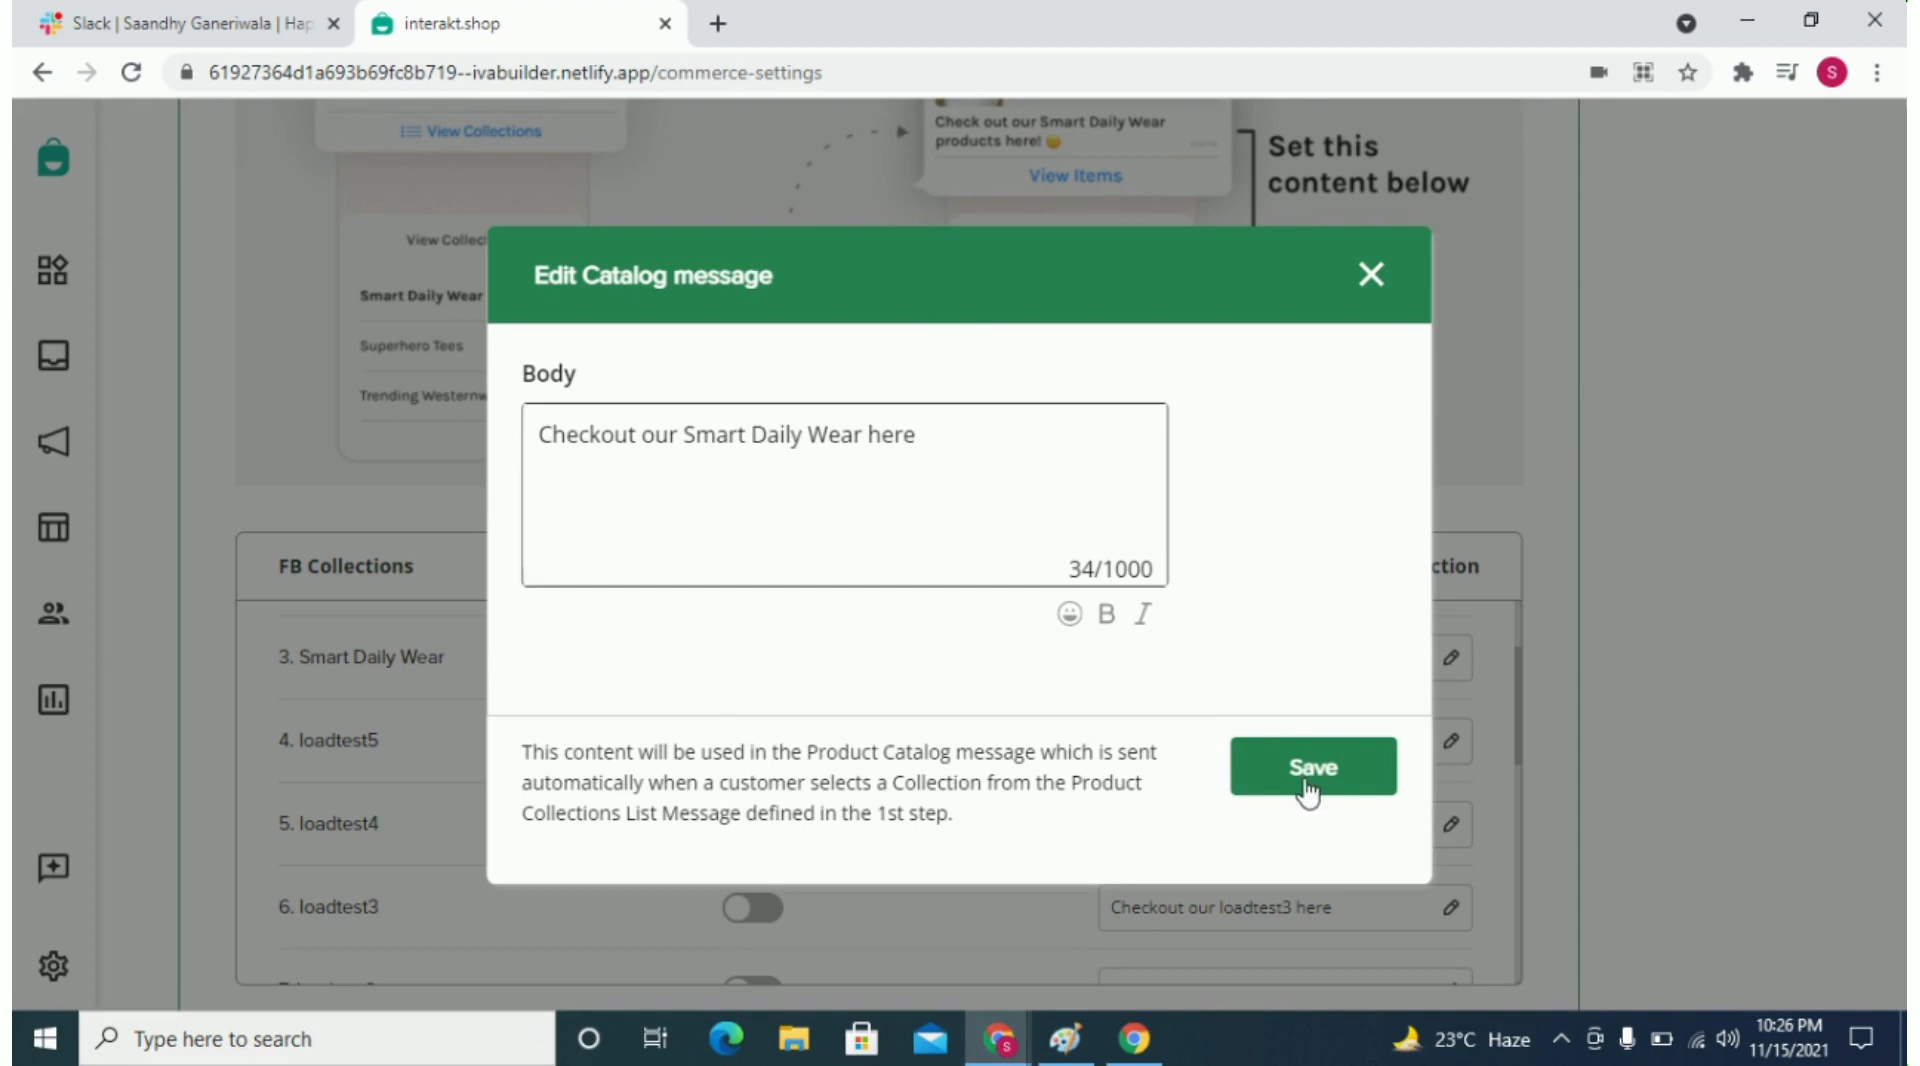 Slack | Saandhy Ganeriwala | Hap
interakt.shop
61927364d1a693b69fc8b719--ivabuilder.netlify.app/commerce-settings
S
View Collections
Check out our Smart Daily Wear
products here!
View Items
Set this
content below
View Collec
Smart Daily Wear
Superhero Tees
Trending Westernw
Edit Catalog message
Body
Checkout our Smart Daily Wear here
34/1000
B I
FB Collections
ction
3. Smart Daily Wear
4. loadtest5
5. loadtest4
6. loadtest3
Checkout our loadtest3 here
This content will be used in the Product Catalog message which is sent
automatically when a customer selects a Collection from the Product
Collections List Message defined in the 1st step.
Save
Type here to search
S
23°C Haze
10:26 PM
11/15/2021